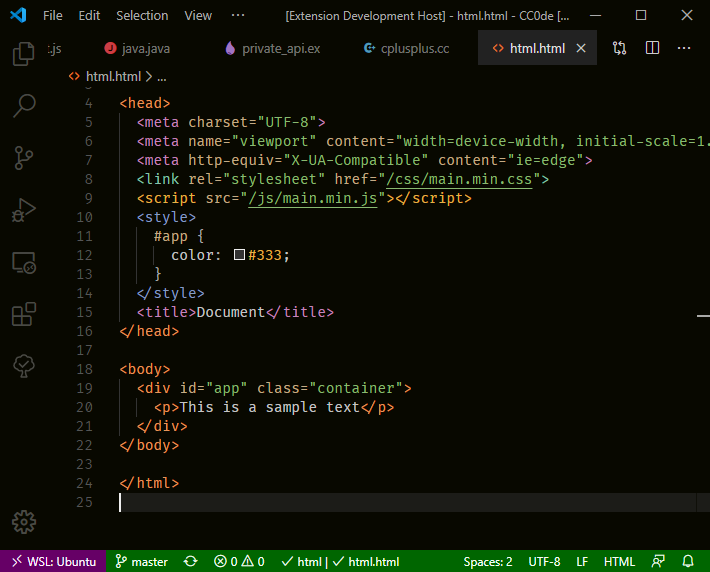 File Edit Selection View ··· [Extension Development Host] - html.html - CC0de [...
:.js java.java private_api.ex cplusplus.cc html.html ···
html.html > ...
4 <head>
5 <meta charset="UTF-8">
6 <meta name="viewport" content="width=device-width, initial-scale=1.
7 <meta http-equiv="X-UA-Compatible" content="ie=edge">
8 <link rel="stylesheet" href="/css/main.min.css">
9 <script src="/js/main.min.js"></script>
10 <style>
11 #app {
12 color: #333;
13 }
14 </style>
15 <title>Document</title>
16 </head>
17
18 <body>
19 <div id="app" class="container">
20 <p>This is a sample text</p>
21 </div>
22 </body>
23
24 </html>
25
WSL: Ubuntu master 0 0 html | html.html Spaces: 2 UTF-8 LF HTML